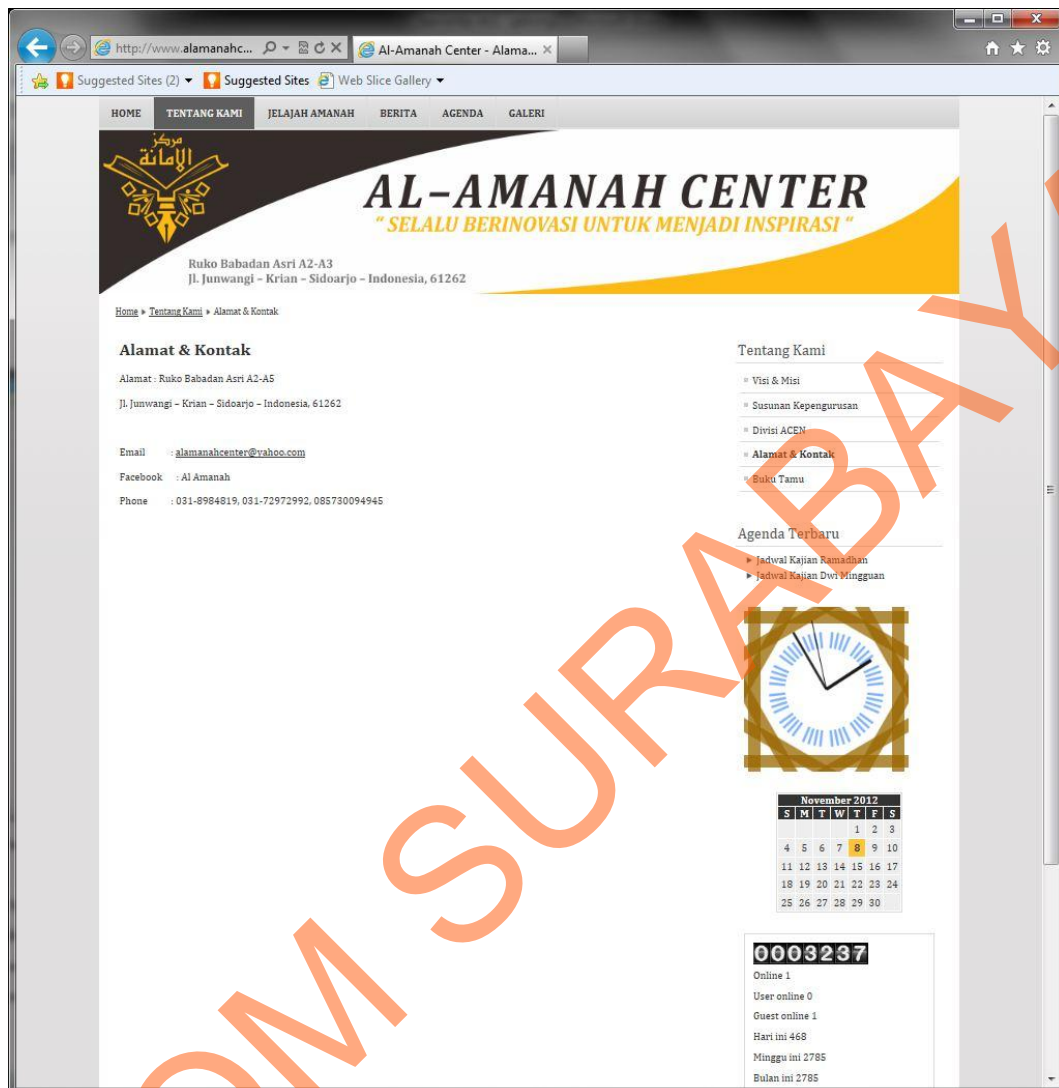 http://www.alamanahc...
Al-Amanah Center - Alama...
Suggested Sites (2)
Suggested Sites
Web Slice Gallery
HOME TENTANG KAMI JELAJAH AMANAH BERITA AGENDA GALERI
مركز
الإمانة
AL-AMANAH CENTER
“ SELALU BERINOVASI UNTUK MENJADI INSPIRASI “
Ruko Babadan Asri A2-A3
Jl. Junwangi – Krian – Sidoarjo – Indonesia, 61262
Home » Tentang Kami » Alamat & Kontak
Alamat & Kontak
Alamat : Ruko Babadan Asri A2-A5
Jl. Junwangi – Krian – Sidoarjo – Indonesia, 61262
Email : alamanahcenter@yahoo.com
Facebook : Al Amanah
Phone : 031-8984819, 031-72972992, 085730094945
Tentang Kami
Visi & Misi
Susunan Kepengurusan
Divisi ACEN
Alamat & Kontak
Buku Tamu
Agenda Terbaru
Jadwal Kajian Ramadhan
Jadwal Kajian Dwi Mingguan
November 2012
S M T W T F S
1 2 3
4 5 6 7 8 9 10
11 12 13 14 15 16 17
18 19 20 21 22 23 24
25 26 27 28 29 30
0003237
Online 1
User online 0
Guest online 1
Hari ini 468
Minggu ini 2785
Bulan ini 2785
OM SURABAY